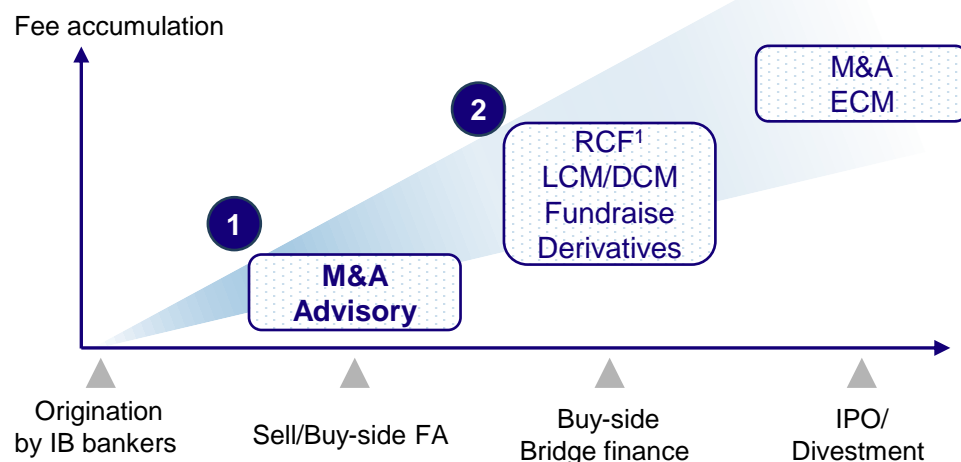 Fee accumulation
M&A
ECM
2
RCF¹
LCM/DCM
Fundraise
Derivatives
1
M&A
Advisory
Origination
by IB bankers
Sell/Buy-side FA
Buy-side
Bridge finance
IPO/
Divestment